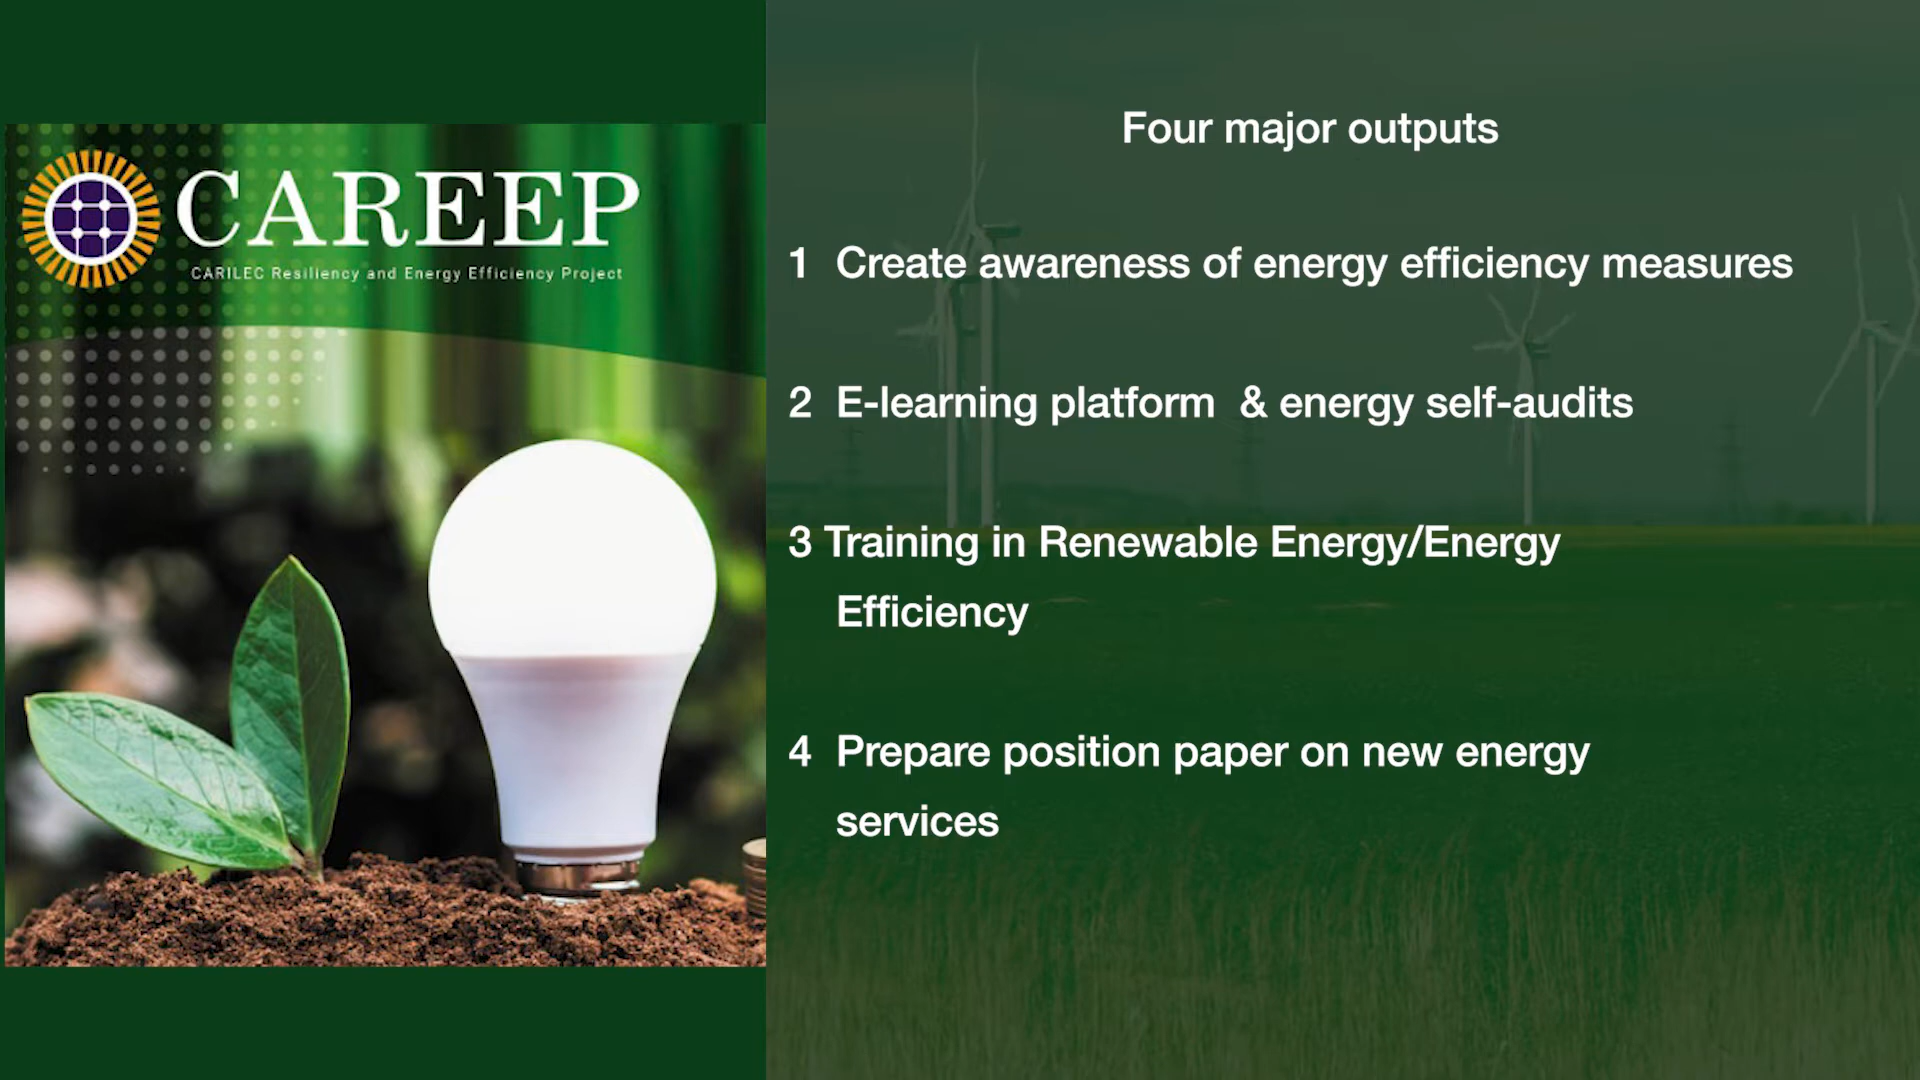 CAREEP
CARILEC Resiliency and Energy Efficiency Project
Four major outputs
1 Create awareness of energy efficiency measures
2 E-learning platform & energy self-audits
3 Training in Renewable Energy/Energy
Efficiency
4 Prepare position paper on new energy
services